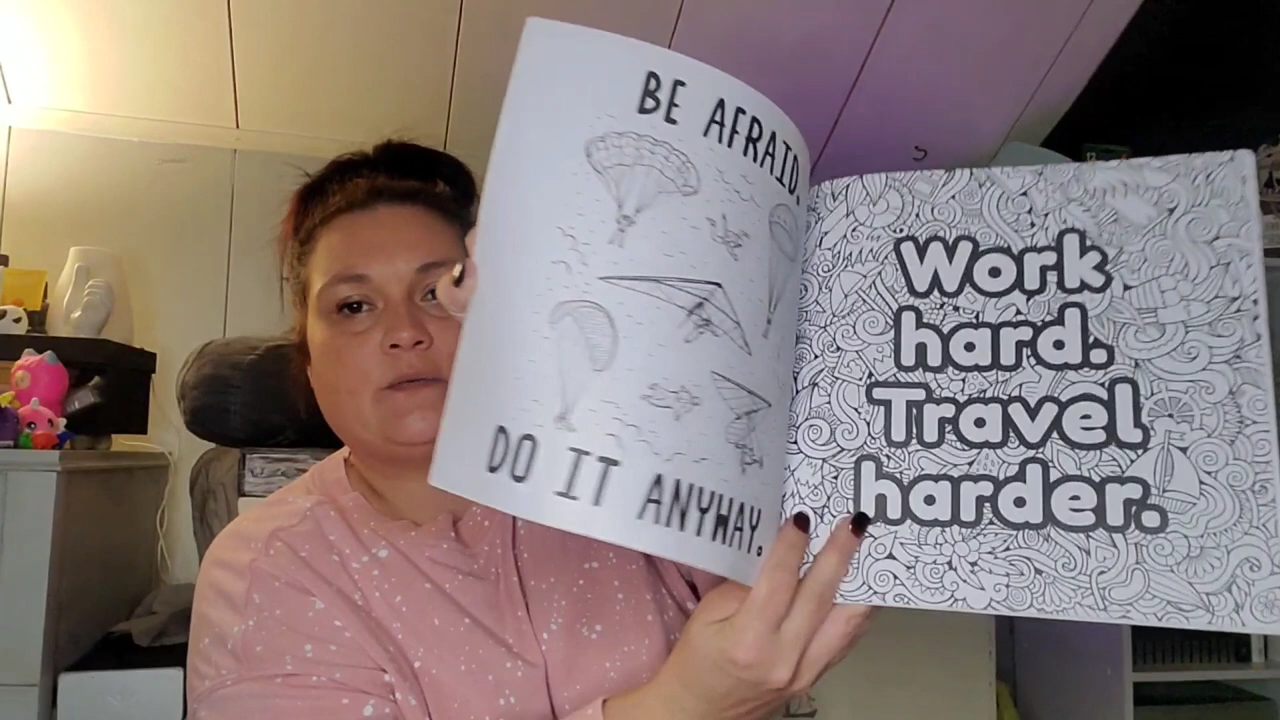 BE AFRAID.
DO IT ANYWAY.
Work
hard.
Travel
harder.